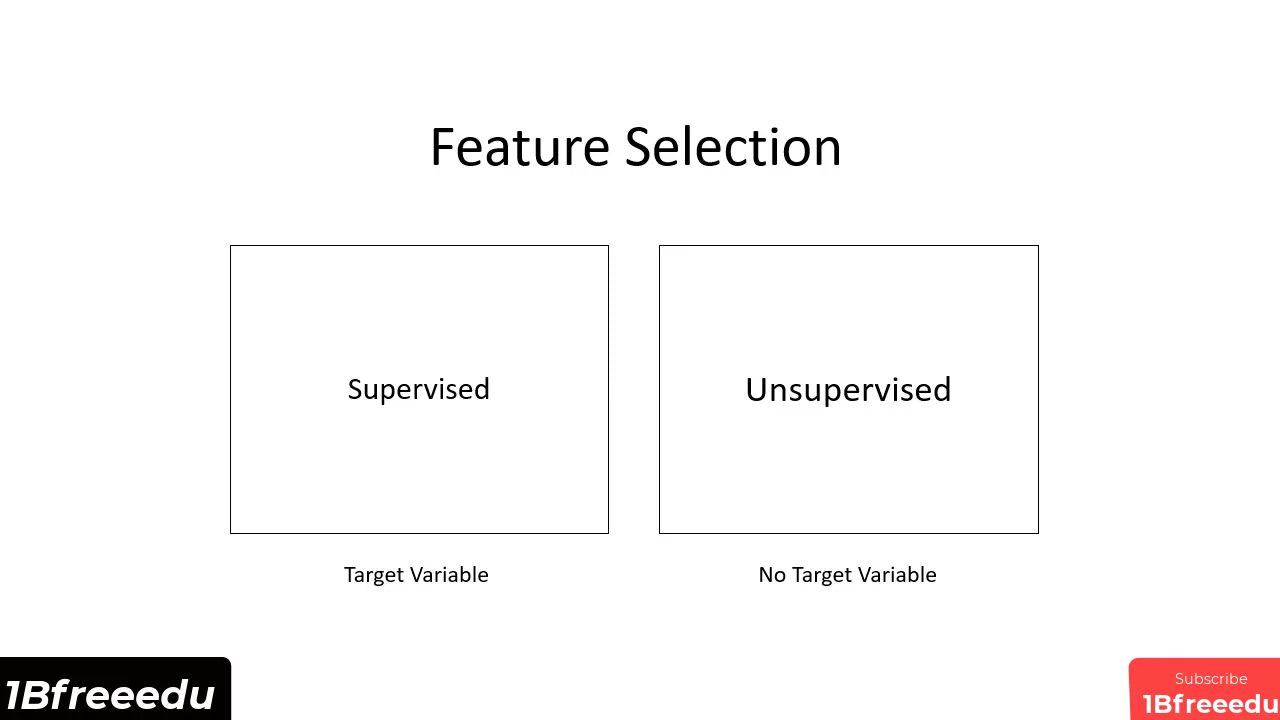 Feature Selection
Supervised
Unsupervised
Target Variable
No Target Variable
1Bfreeedu
Subscribe
1Bfreeedu